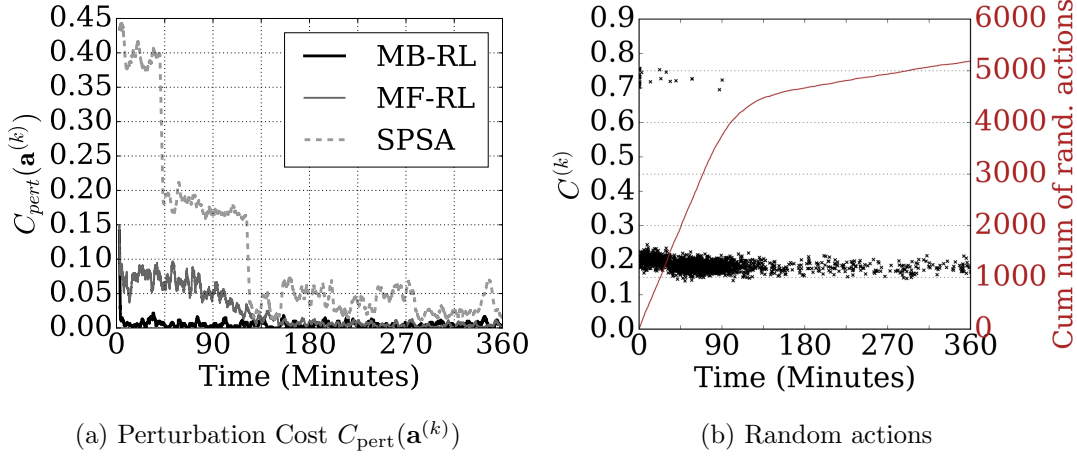 0.45
0.40
0.35
0.30
0.25
0.20
0.15
0.10
0.05
0.00
C_pert(a^(k))
MB-RL
MF-RL
SPSA
0 90 180 270 360
Time (Minutes)
(a) Perturbation Cost C_pert(a^(k))
0.9
0.8
0.7
0.6
0.5
0.4
0.3
0.2
0.1
0.0
C^(k)
6000
5000
4000
3000
2000
1000
0
Cum num of rand. actions
0 90 180 270 360
Time (Minutes)
(b) Random actions